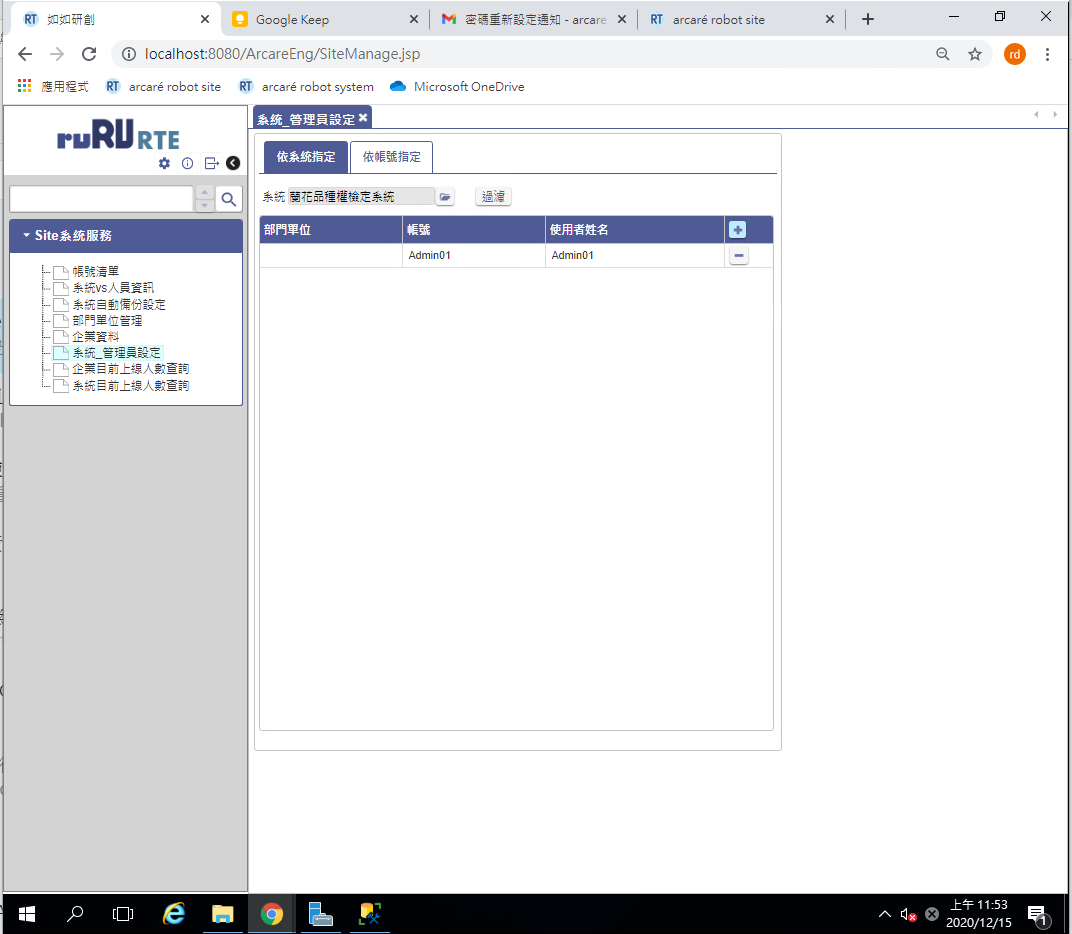 RT 如如研創
Google Keep
密碼重新設定通知 - arcare
RT arcaré robot site
localhost:8080/ArcareEng/SiteManage.jsp
rd
應用程式
RT arcaré robot site
RT arcaré robot system
Microsoft OneDrive
ruRU RTE
系統_管理員設定
依系統指定
依帳號指定
系統 蘭花品種權檢定系統
過濾
Site系統服務
帳號清單
系統vs人員資訊
系統自動備份設定
部門單位管理
企業資料
系統_管理員設定
企業目前上線人數查詢
系統目前上線人數查詢
部門單位 帳號 使用者姓名
Admin01 Admin01
上午 11:53
2020/12/15
1